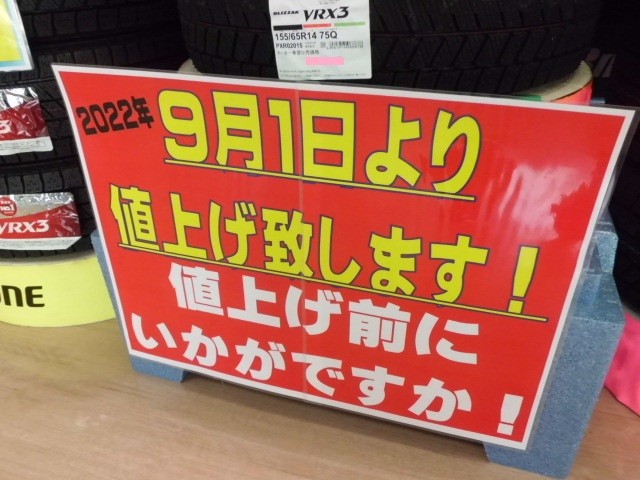 BLIZZAK VRX3
155/65R14 75Q
PXR02015
2022年
9月1日より
値上げ致します!
値上げ前に
いかがですか!
VRX3
ONE